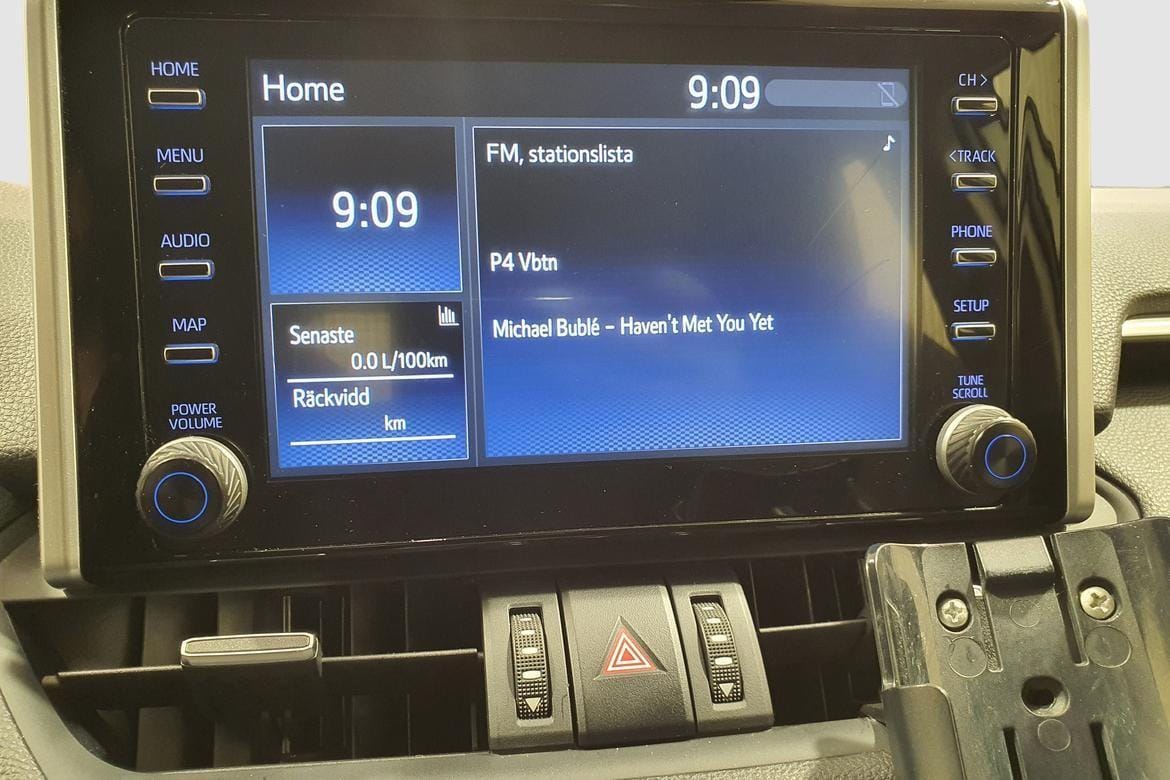 HOME
MENU
AUDIO
MAP
POWER
VOLUME
Home
9:09
9:09
Senaste
0.0 L/100km
Räckvidd
km
FM, stationslista
P4 Vbtn
Michael Bublé - Haven't Met You Yet
CH >
<TRACK
PHONE
SETUP
TUNE
SCROLL